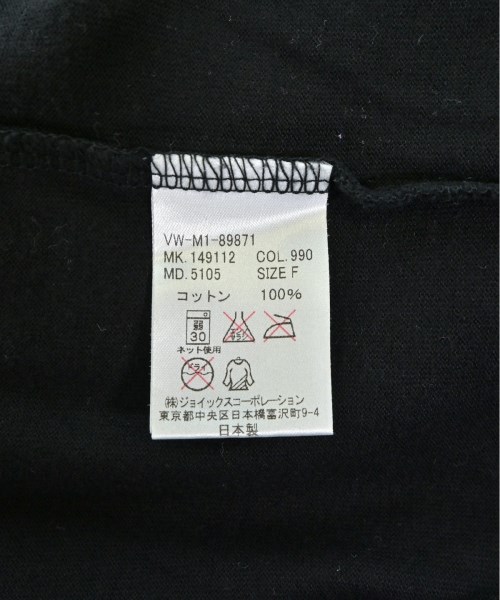 VW-M1-89871
MK.149112 COL.990
MD.5105 SIZE F
コットン 100%
弱
30
ネット使用
ドライ
㈱ジョイックスコーポレーション
東京都中央区日本橋富沢町9-4
日本製